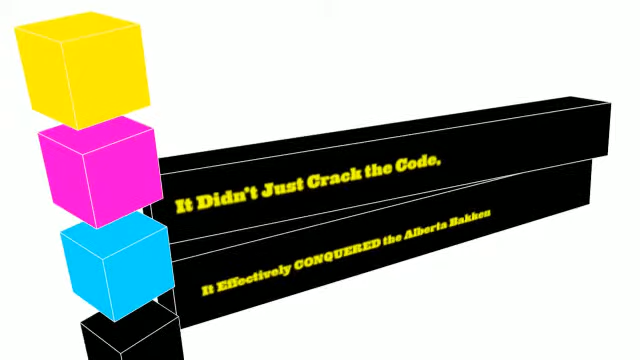 It Didn't Just Crack the Code,
It Effectively CONQUERED the Alberta Bakken